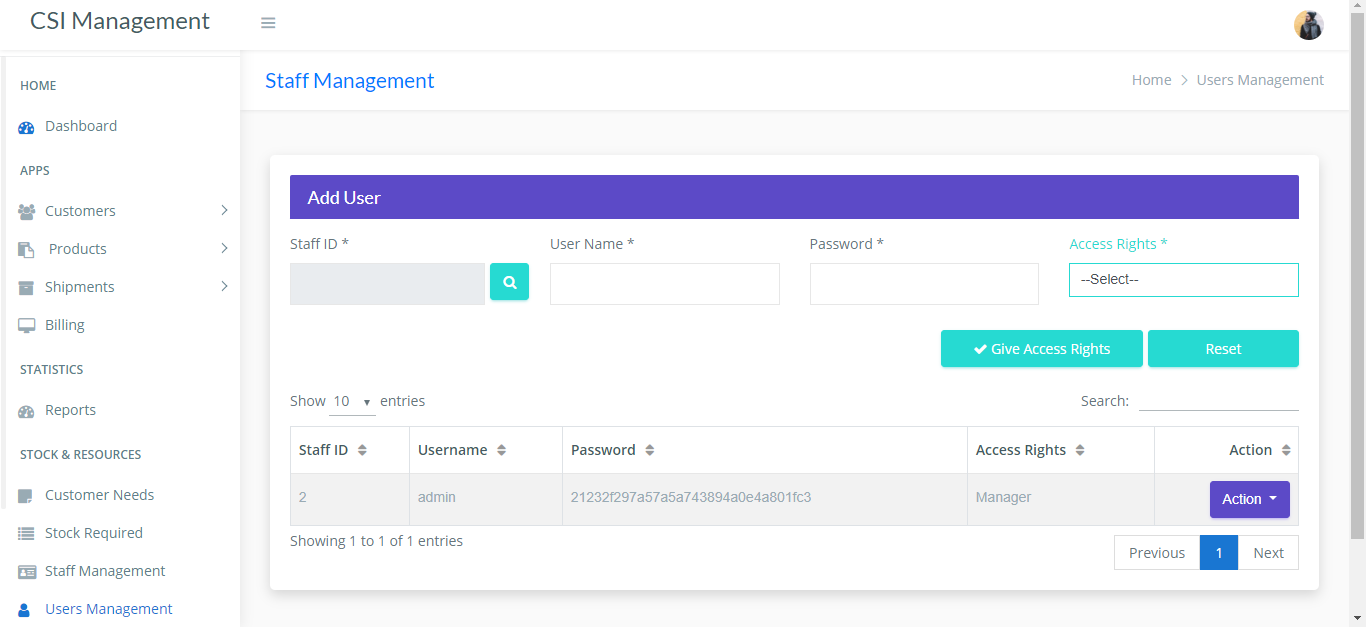 CSI Management
Staff Management
Home > Users Management
HOME
Dashboard
APPS
Customers
Products
Shipments
Billing
STATISTICS
Reports
STOCK & RESOURCES
Customer Needs
Stock Required
Staff Management
Users Management
Add User
Staff ID * User Name * Password * Access Rights *
--Select--
Give Access Rights Reset
Show 10 entries Search:
Staff ID Username Password Access Rights Action
2 admin 21232f297a57a5a743894a0e4a801fc3 Manager Action
Showing 1 to 1 of 1 entries
Previous 1 Next